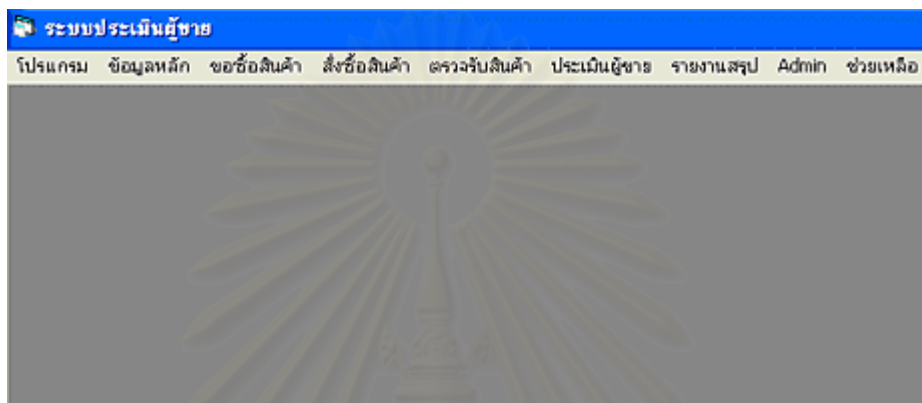 ระบบประเมินผู้ขาย
โปรแกรม ข้อมูลหลัก ขอซื้อสินค้า สั่งซื้อสินค้า ตรวจรับสินค้า ประเมินผู้ขาย รายงานสรุป Admin ช่วยเหลือ